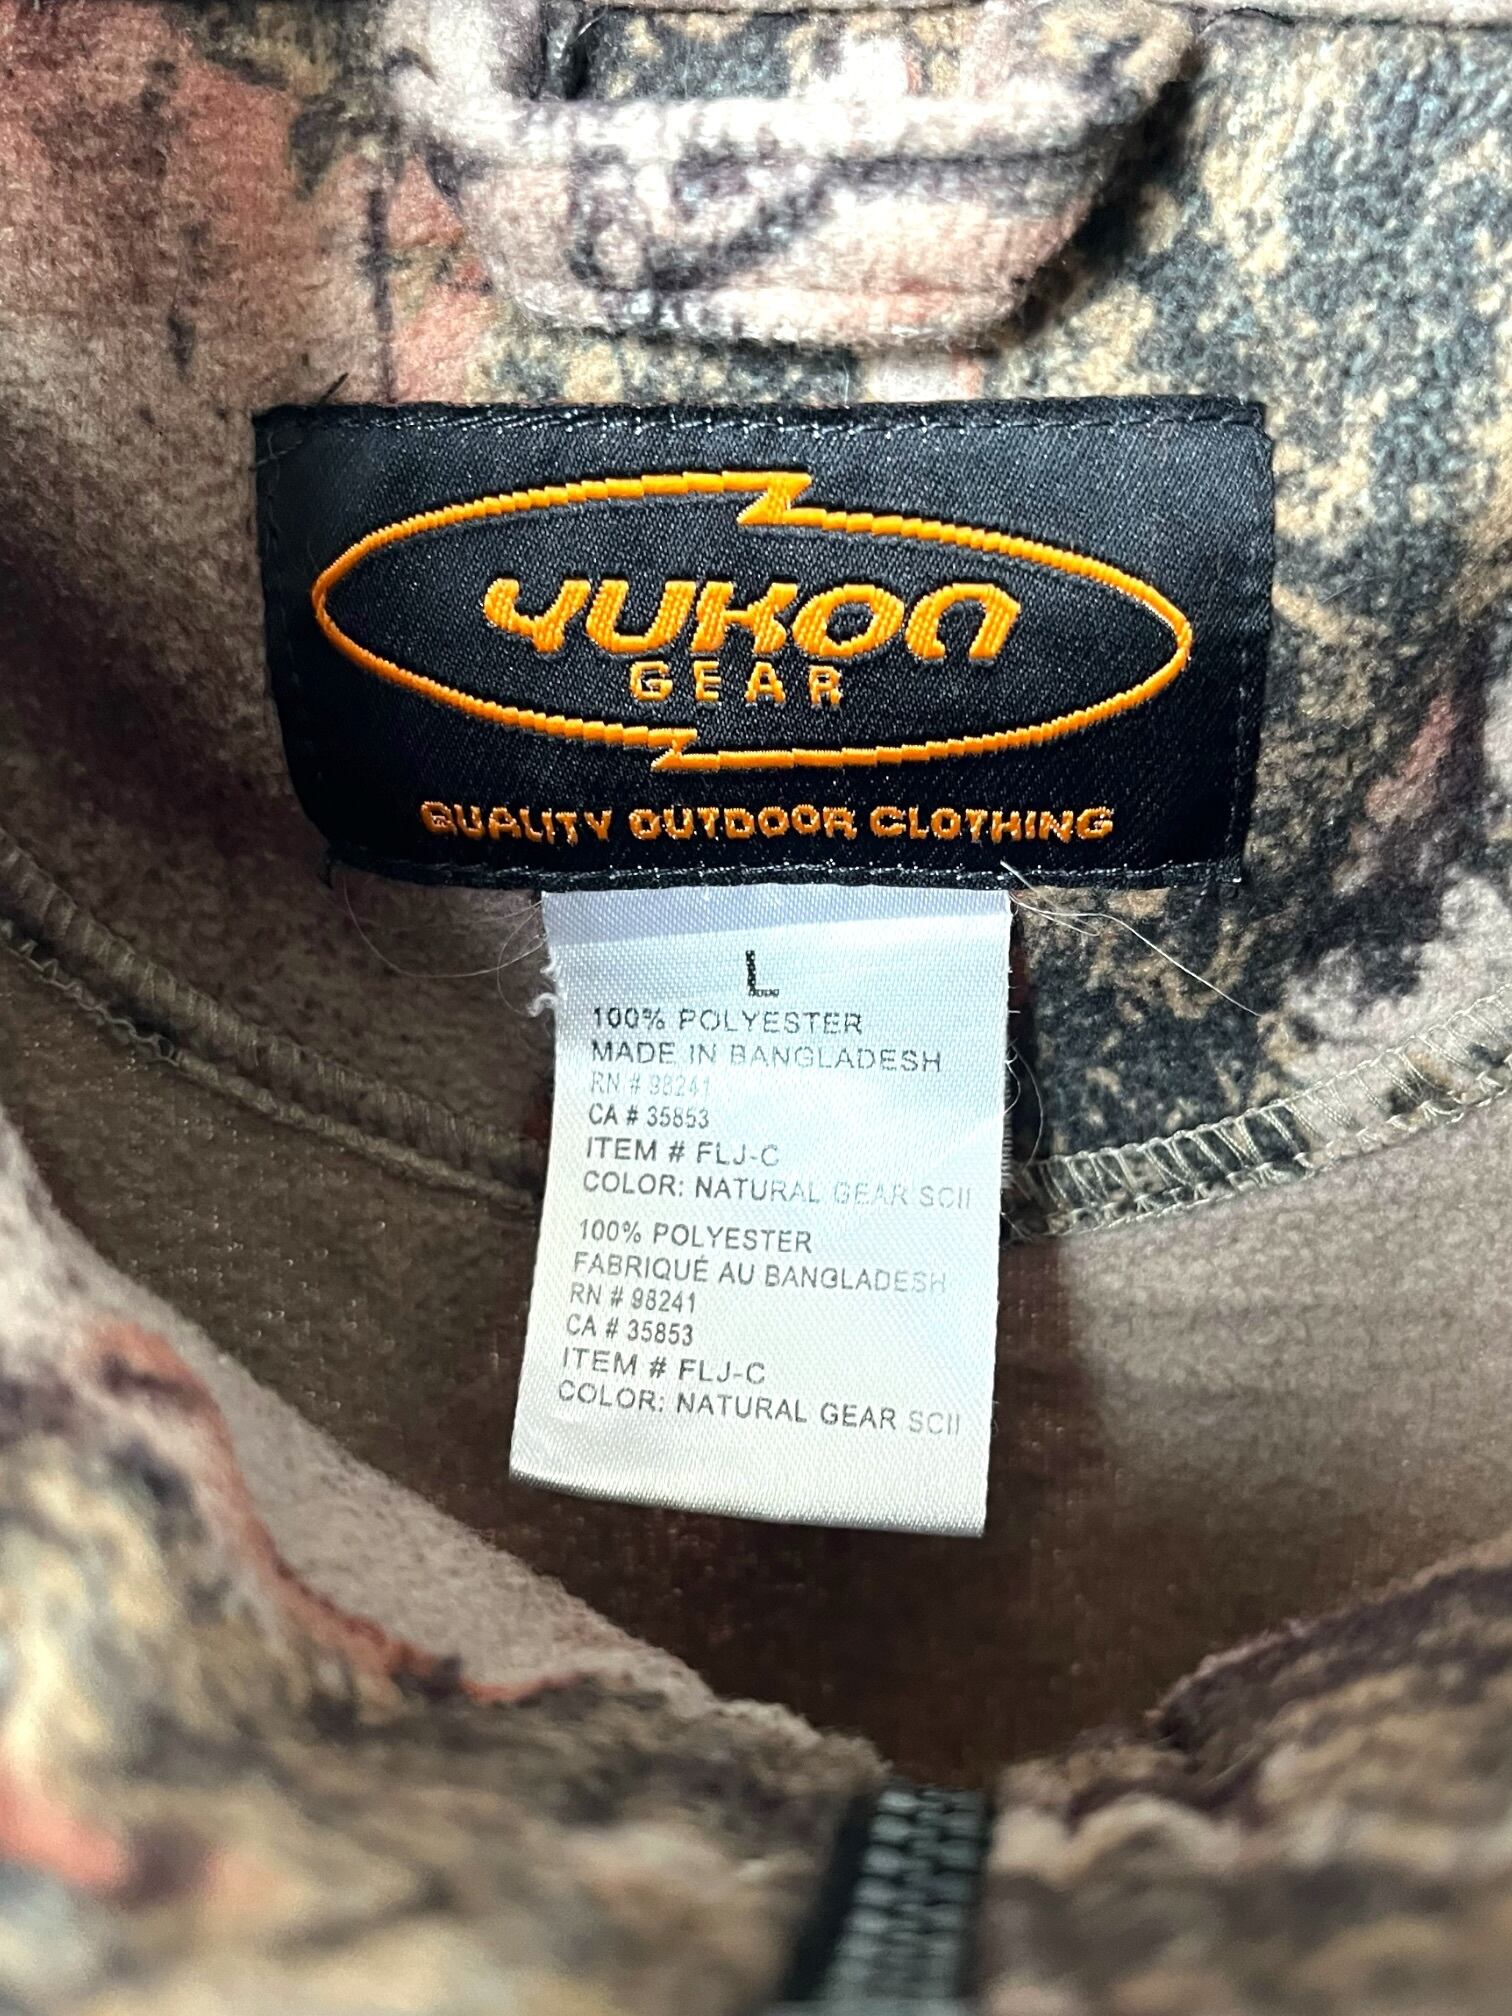 YUKON
GEAR
QUALITY OUTDOOR CLOTHING
L
100% POLYESTER
MADE IN BANGLADESH
RN # 98241
CA # 35853
ITEM # FLJ-C
COLOR: NATURAL GEAR SCII
100% POLYESTER
FABRIQUÉ AU BANGLADESH
RN # 98241
CA # 35853
ITEM # FLJ-C
COLOR: NATURAL GEAR SCII